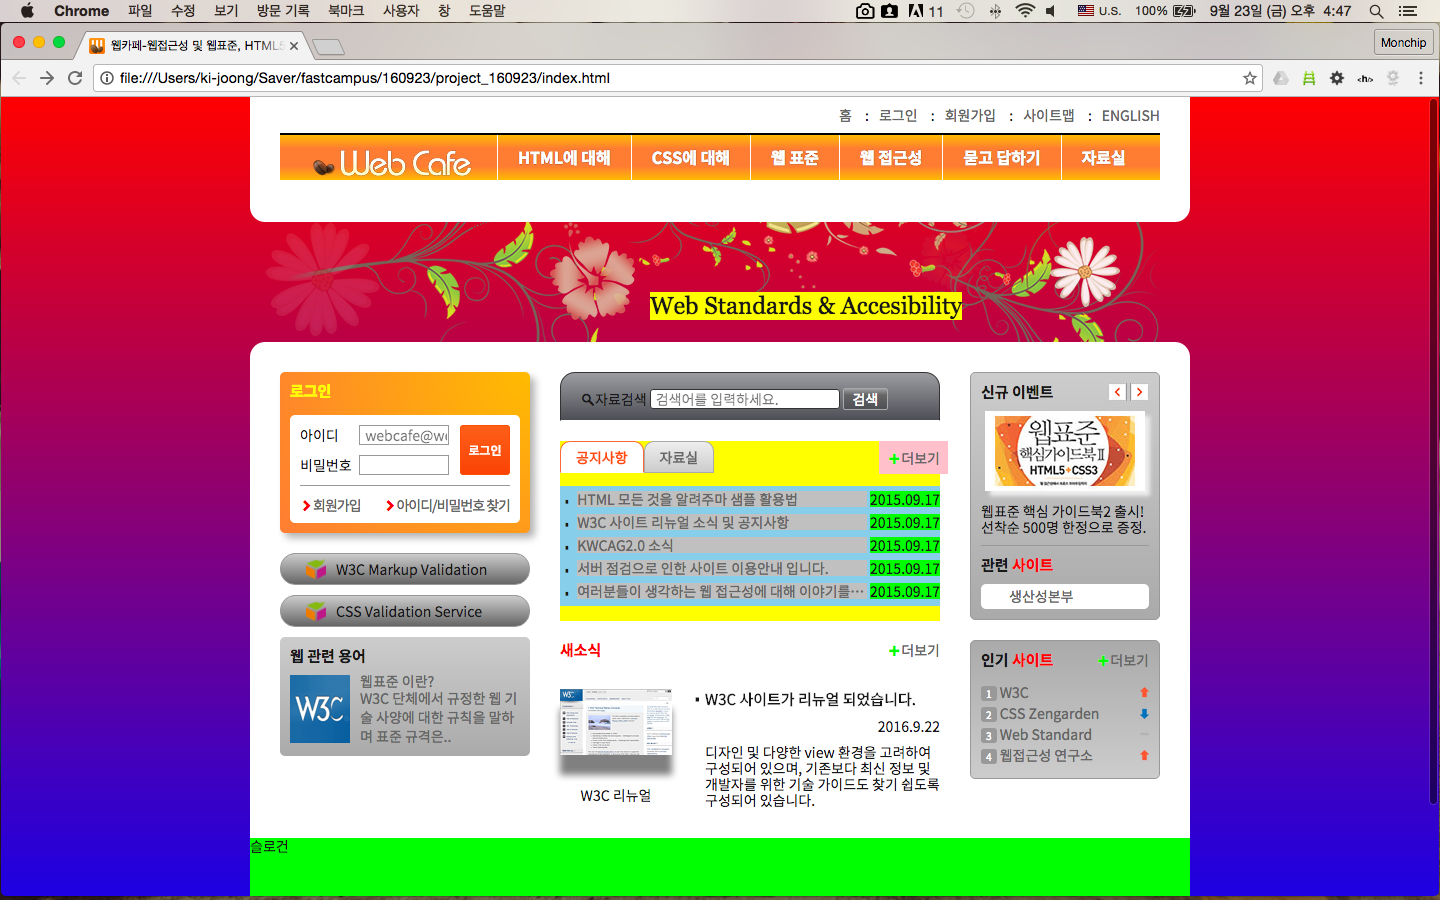 Chrome 파일 수정 보기 방문 기록 북마크 사용자 창 도움말 11 U.S. 100% 9월 23일 (금) 오후 4:47
웹카페-웹접근성 및 웹표준, HTML5
Monchip
file:///Users/ki-joong/Saver/fastcampus/160923/project_160923/index.html
홈 : 로그인 : 회원가입 : 사이트맵 : ENGLISH
Web Cafe HTML에 대해 CSS에 대해 웹 표준 웹 접근성 묻고 답하기 자료실
Web Standards & Accesibility
로그인
아이디 webcafe@we
비밀번호
로그인
회원가입 아이디/비밀번호 찾기
W3C Markup Validation
CSS Validation Service
웹 관련 용어
W3C
웹표준 이란?
W3C 단체에서 규정한 웹 기
술 사양에 대한 규칙을 말하
며 표준 규격은..
자료검색 검색어를 입력하세요. 검색
공지사항 자료실 +더보기
HTML 모든 것을 알려주마 샘플 활용법 2015.09.17
W3C 사이트 리뉴얼 소식 및 공지사항 2015.09.17
KWCAG2.0 소식 2015.09.17
서버 점검으로 인한 사이트 이용안내 입니다. 2015.09.17
여러분들이 생각하는 웹 접근성에 대해 이야기를… 2015.09.17
새소식 +더보기
W3C
W3C 리뉴얼
W3C 사이트가 리뉴얼 되었습니다.
2016.9.22
디자인 및 다양한 view 환경을 고려하여
구성되어 있으며, 기존보다 최신 정보 및
개발자를 위한 기술 가이드도 찾기 쉽도록
구성되어 있습니다.
신규 이벤트
웹표준
핵심가이드북Ⅱ
HTML5+CSS3
웹표준 핵심 가이드북2 출시!
선착순 500명 한정으로 증정.
관련 사이트
생산성본부
인기 사이트 +더보기
1 W3C
2 CSS Zengarden
3 Web Standard
4 웹접근성 연구소
슬로건